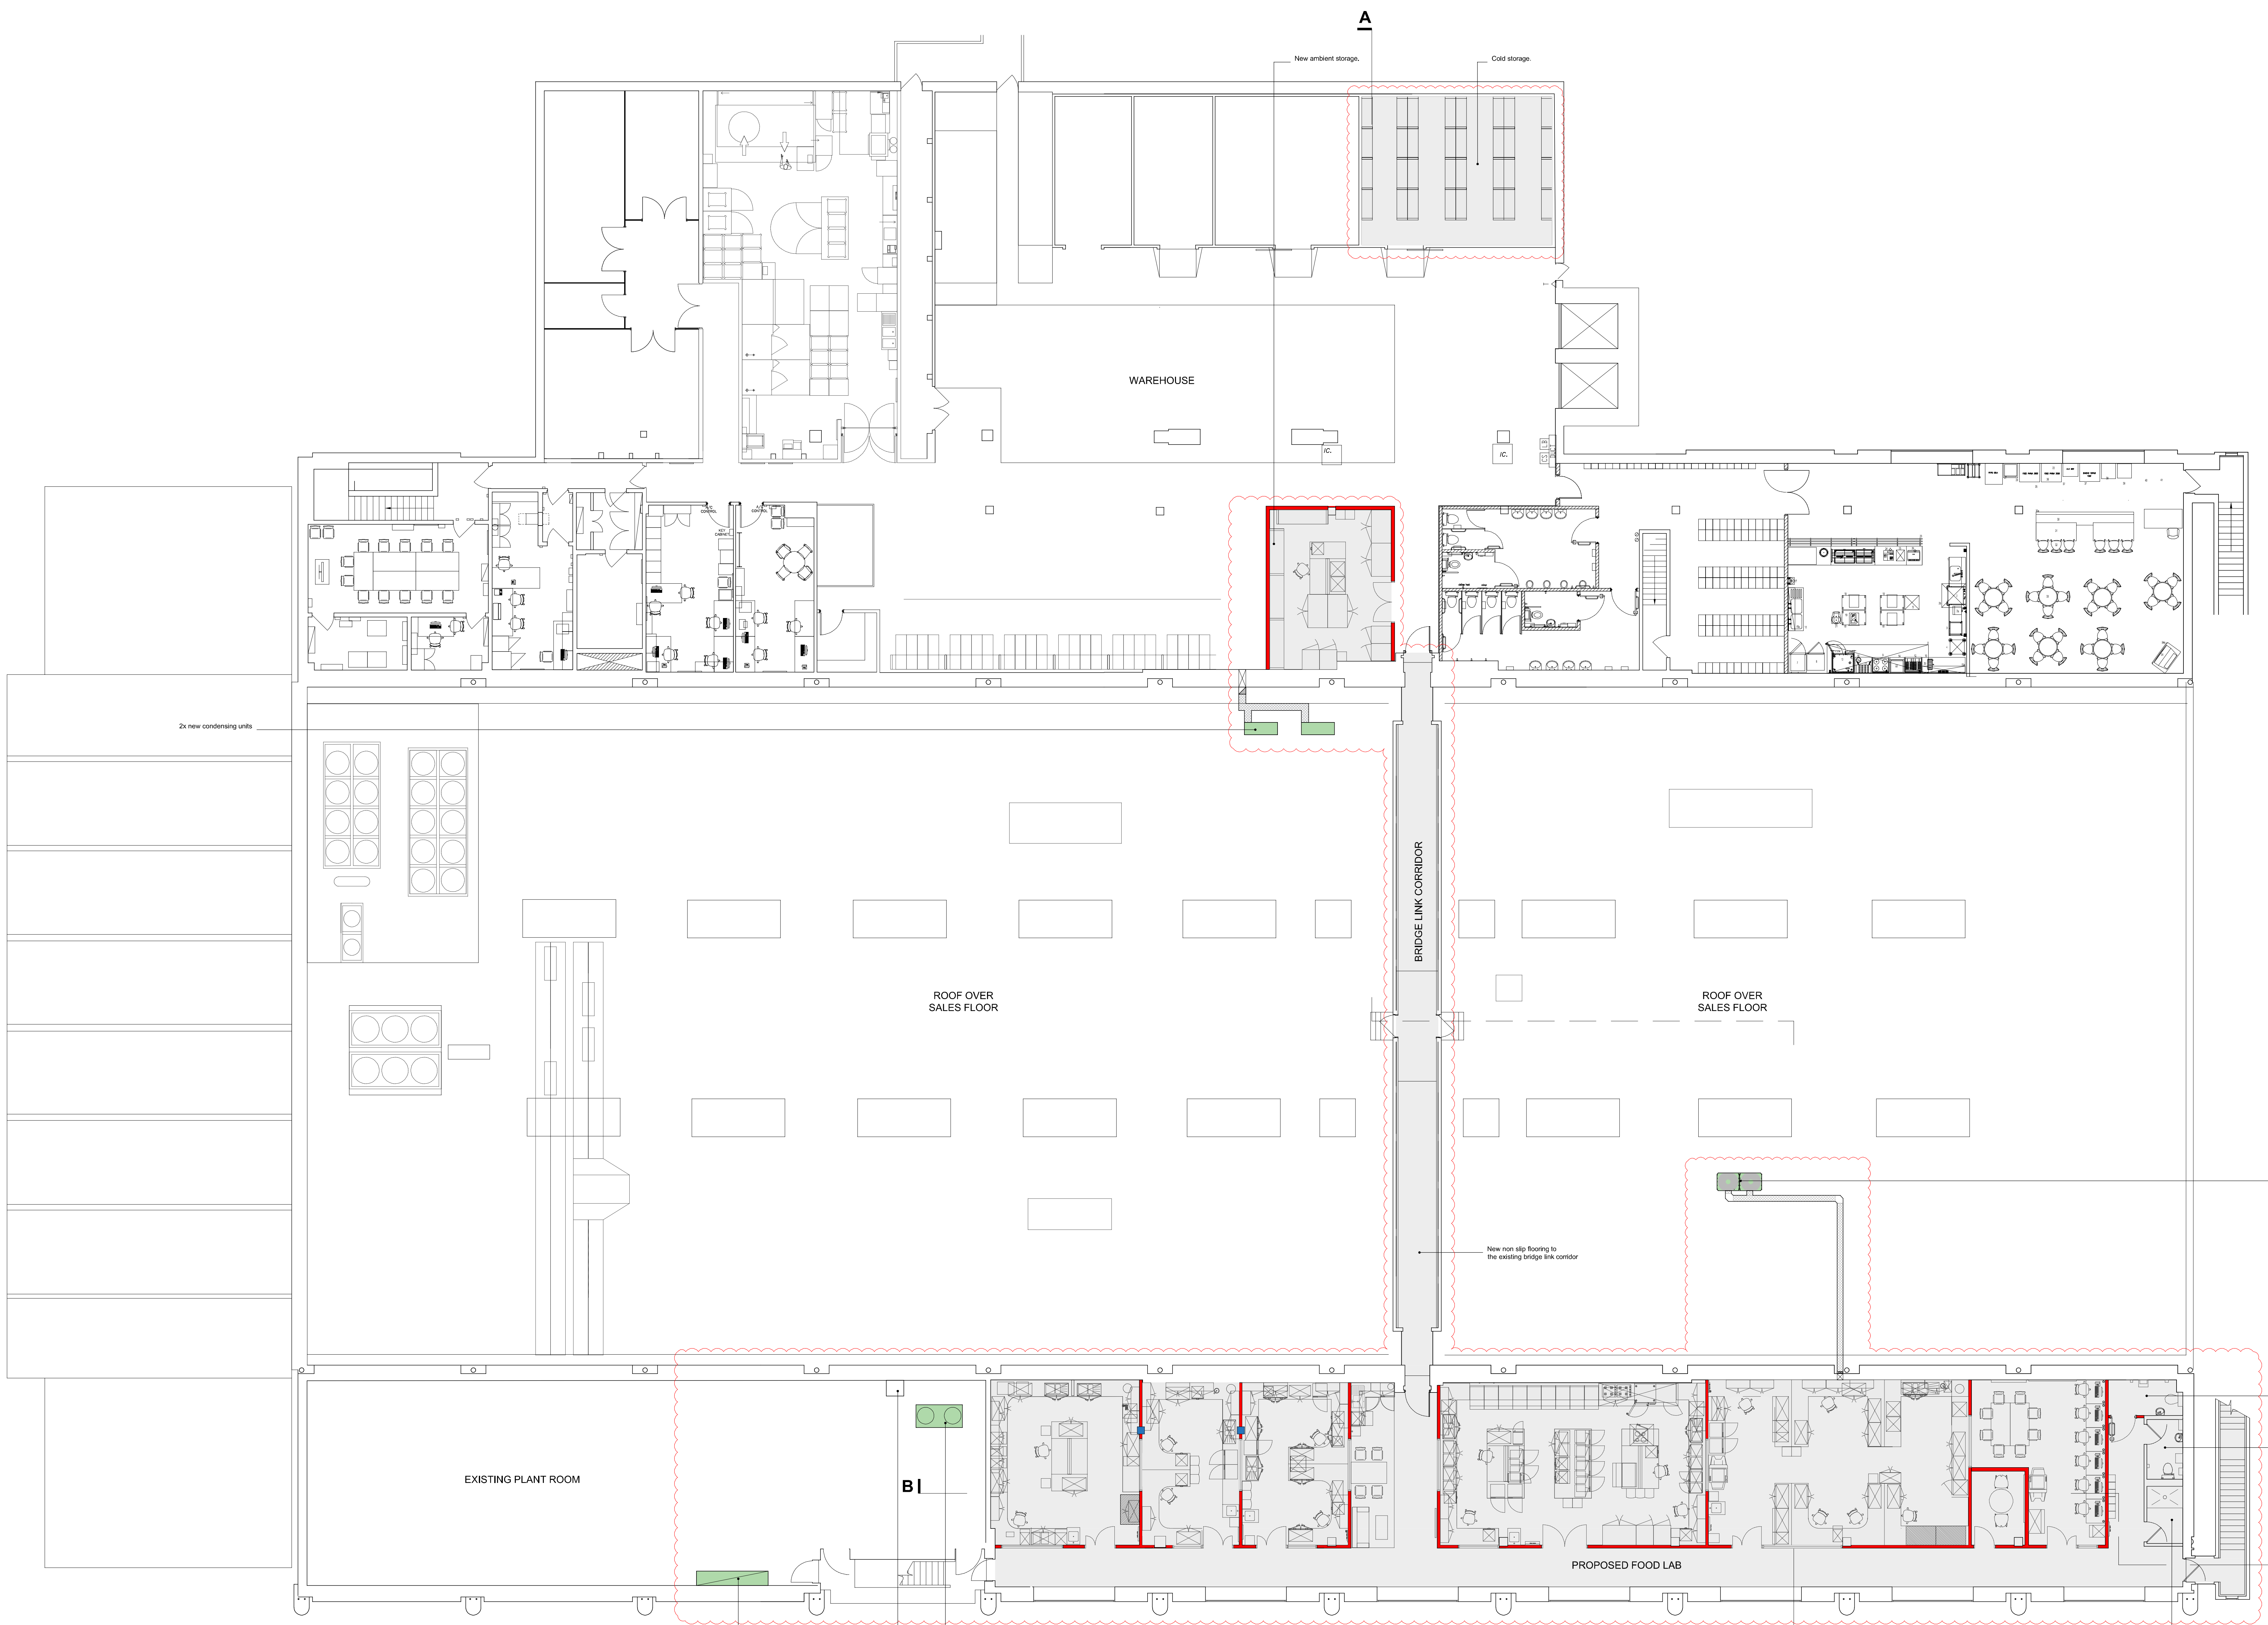 A
New ambient storage.
Cold storage.
WAREHOUSE
IC.
IC.
A/C
CONTROL
A/C
CONTROL
KEY
CABINET
2x new condensing units
BRIDGE LINK CORRIDOR
ROOF OVER
SALES FLOOR
ROOF OVER
SALES FLOOR
New non slip flooring to
the existing bridge link corridor
EXISTING PLANT ROOM
B
PROPOSED FOOD LAB